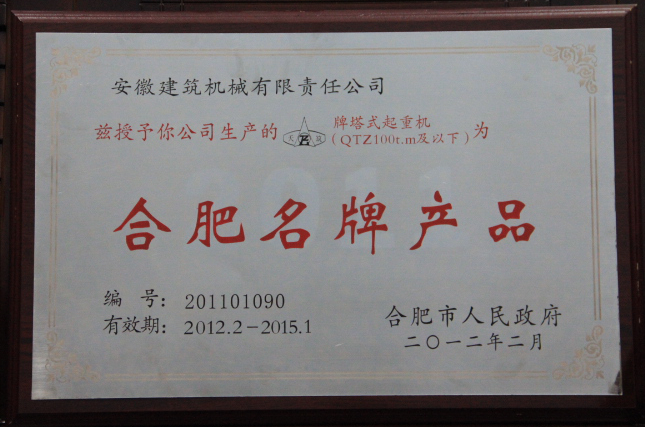 安徽建筑机械有限责任公司
兹授予你公司生产的 牌塔式起重机(QTZ100t.m及以下)为
合肥名牌产品
编 号：201101090
有效期：2012.2－2015.1
合肥市人民政府
二〇一二年二月